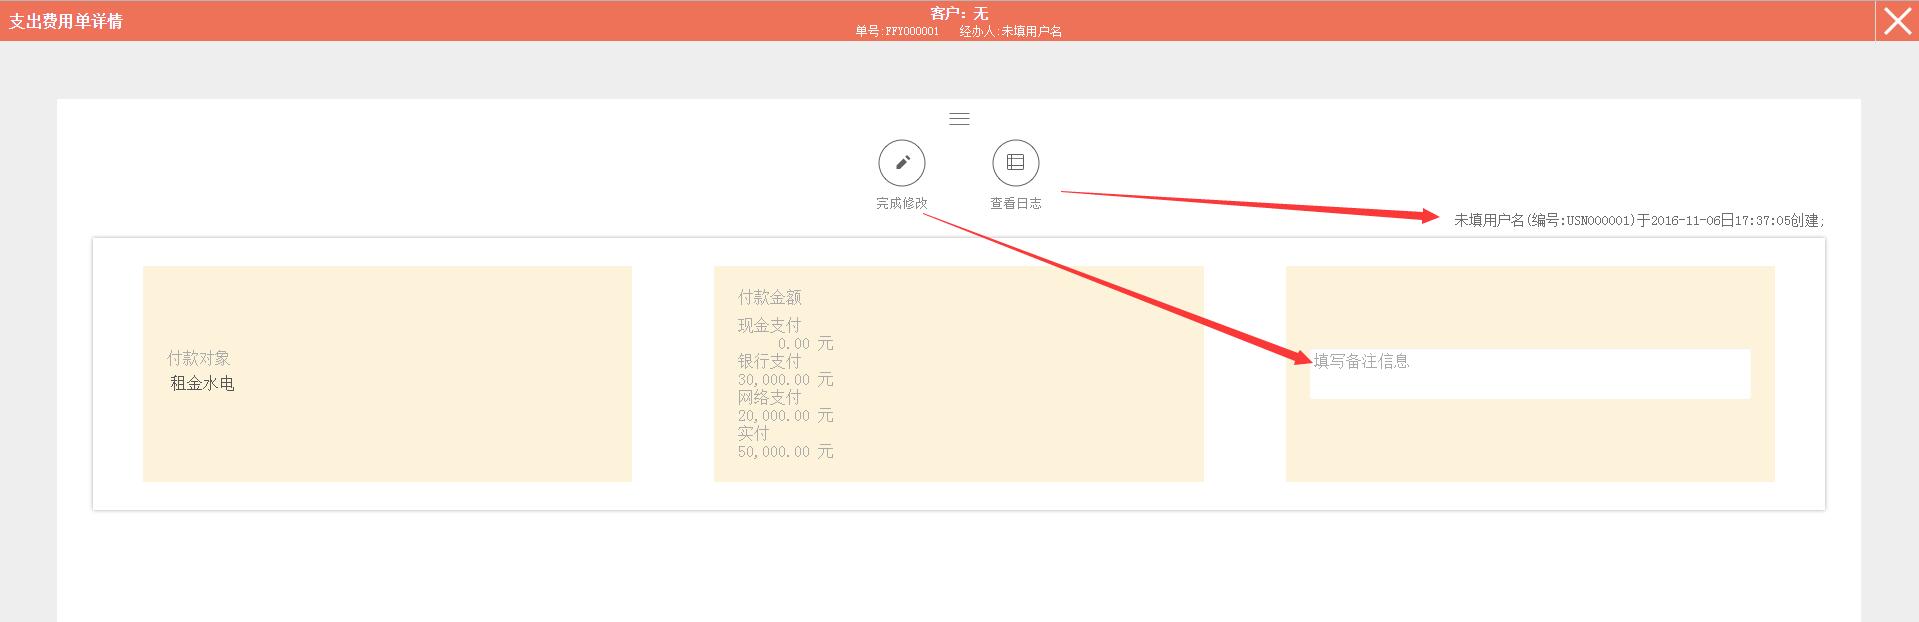 支出费用单详情
客户: 无
单号:FFY000001 经办人:未填用户名
完成修改 查看日志
未填用户名(编号:USN000001)于2016-11-06日17:37:05创建;
付款对象
租金水电
付款金额
现金支付
0.00 元
银行支付
30,000.00 元
网络支付
20,000.00 元
实付
50,000.00 元
填写备注信息